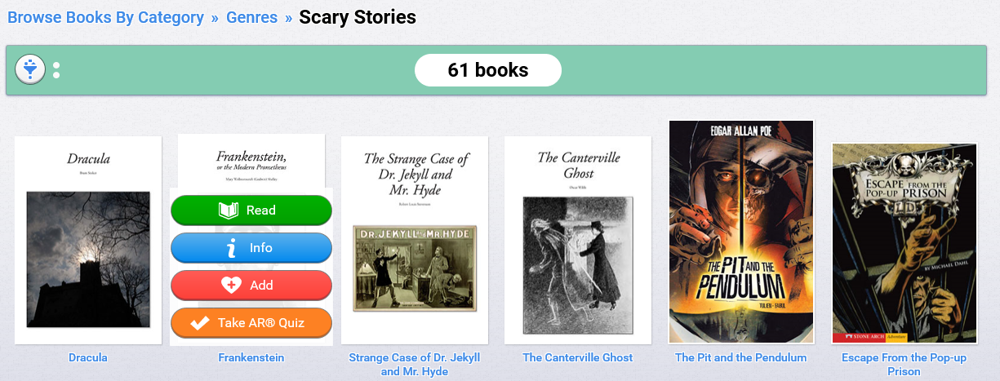 Browse Books By Category » Genres » Scary Stories
61 books
Dracula
Bram Stoker
Frankenstein,
or the Modern Prometheus
Mary Wollstonecraft (Godwin) Shelley
Read
Info
Add
Take AR® Quiz
The Strange Case of
Dr. Jekyll and
Mr. Hyde
Robert Louis Stevenson
DR. JEKYLL and MR. HYDE
The Canterville
Ghost
Oscar Wilde
EDGAR ALLAN POE
THE PIT AND THE
PENDULUM
ESCAPE FROM THE
POP-UP PRISON
BY MICHAEL DAHL
STONE ARCH Adventure
Dracula
Frankenstein
Strange Case of Dr. Jekyll
and Mr. Hyde
The Canterville Ghost
The Pit and the Pendulum
Escape From the Pop-up
Prison